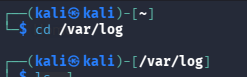 ┌──(kali㉿kali)-[~]
└─$ cd /var/log
┌──(kali㉿kali)-[/var/log]